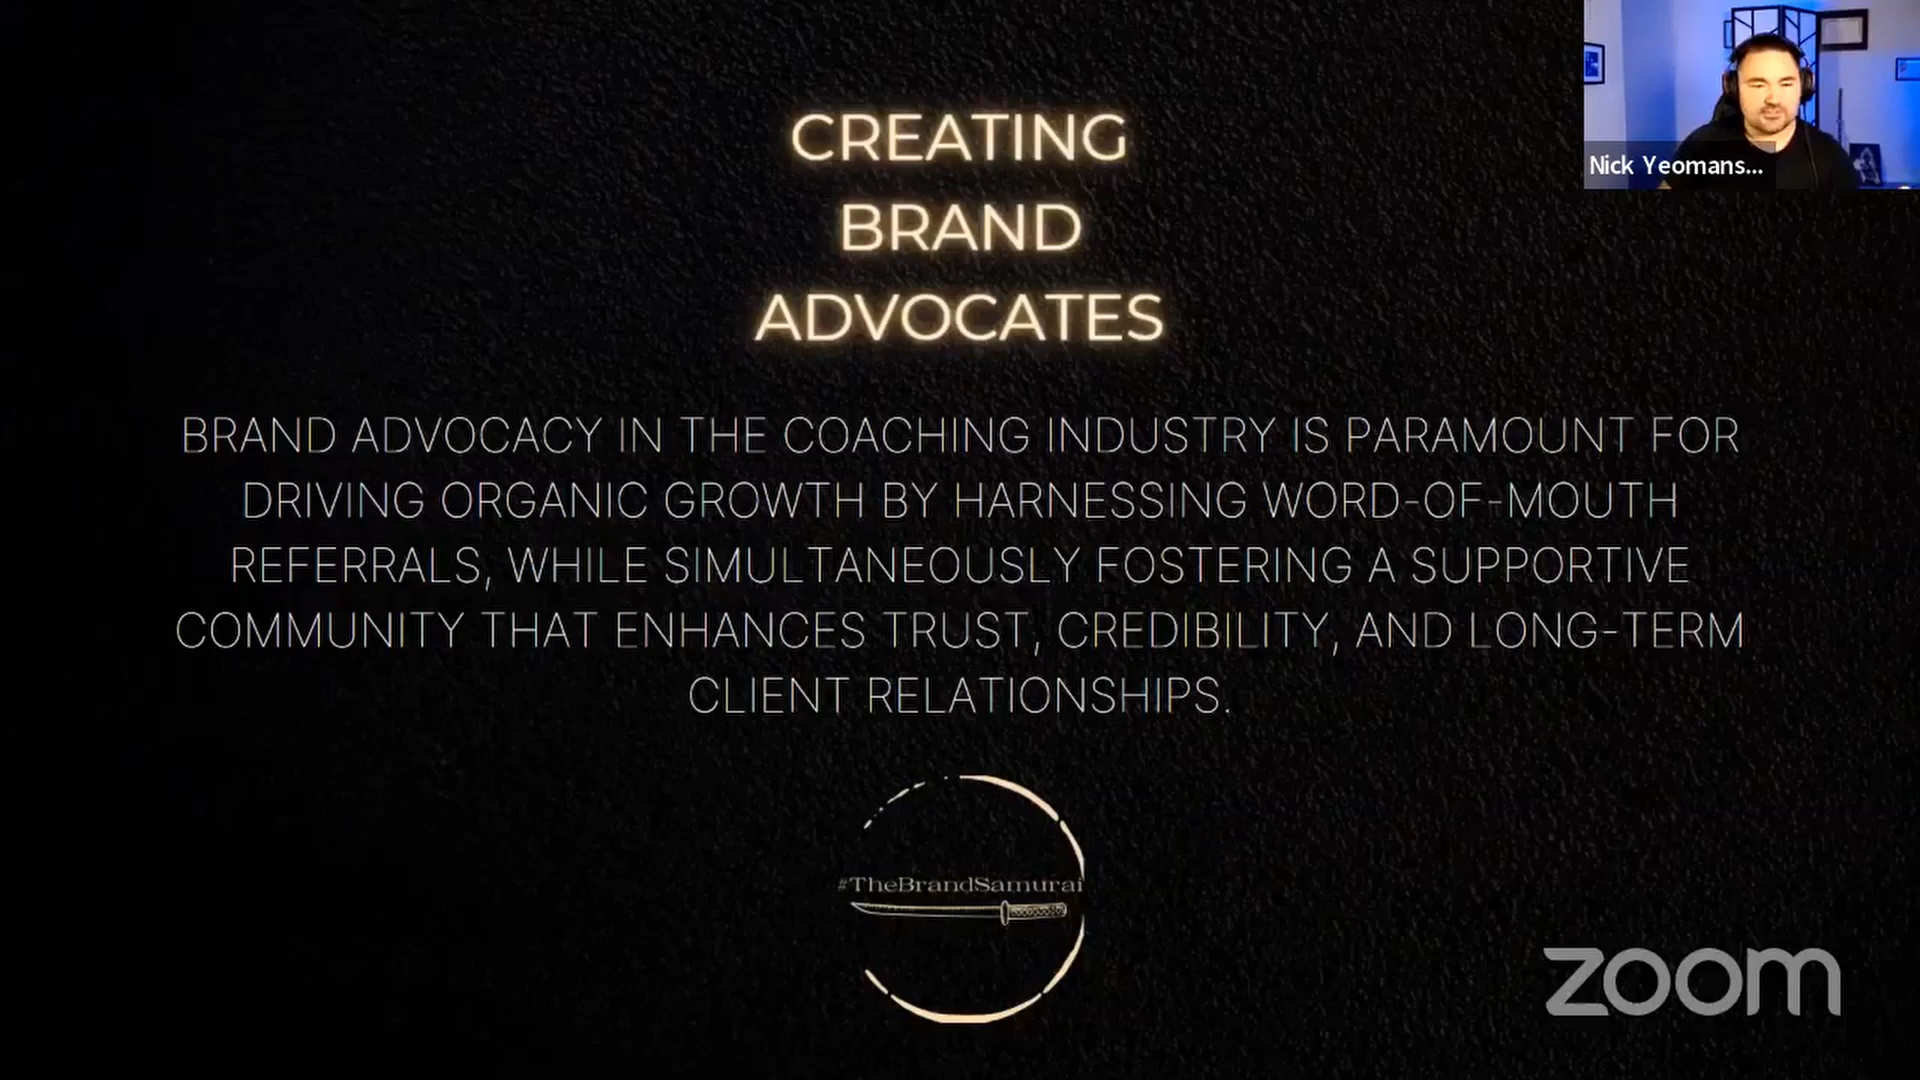 CREATING
BRAND
ADVOCATES
Nick Yeomans...
BRAND ADVOCACY IN THE COACHING INDUSTRY IS PARAMOUNT FOR
DRIVING ORGANIC GROWTH BY HARNESSING WORD-OF-MOUTH
REFERRALS, WHILE SIMULTANEOUSLY FOSTERING A SUPPORTIVE
COMMUNITY THAT ENHANCES TRUST, CREDIBILITY, AND LONG-TERM
CLIENT RELATIONSHIPS.
#TheBrandSamurai
zoom